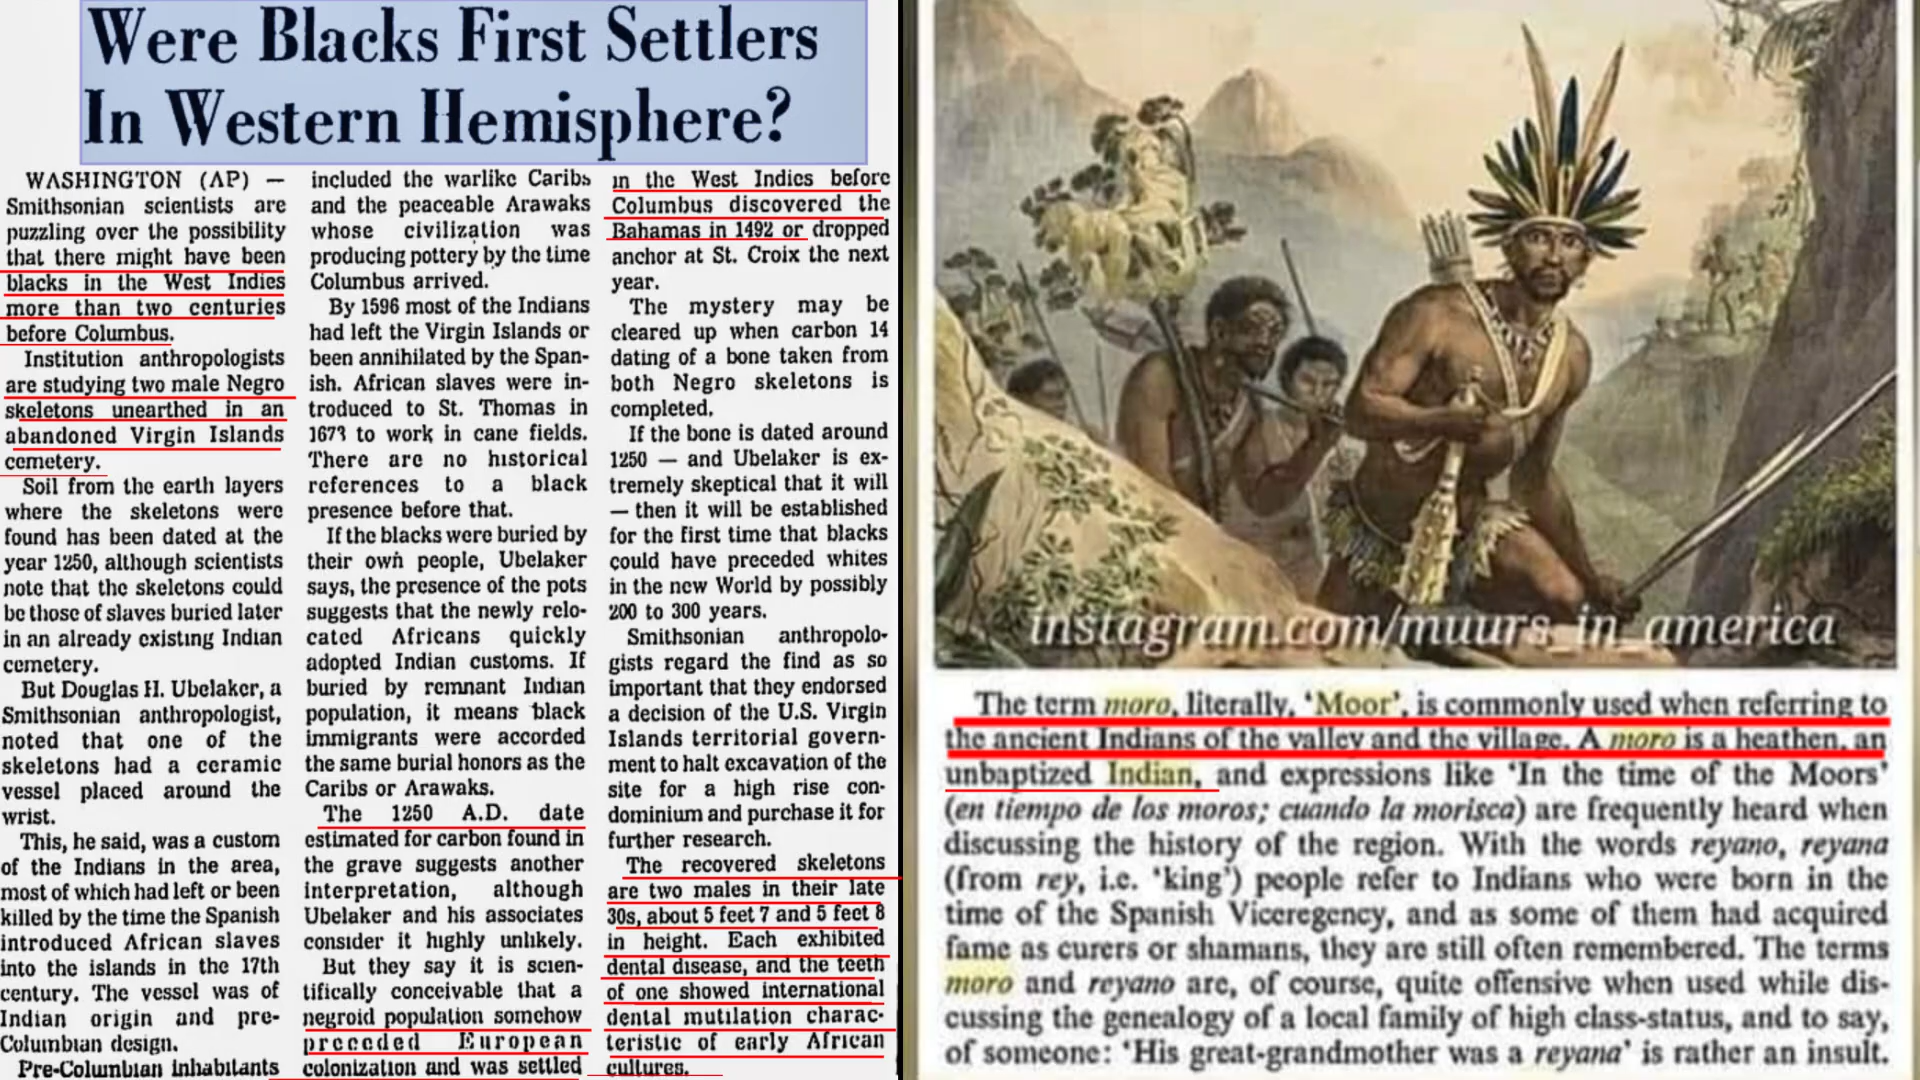 Were Blacks First Settlers
In Western Hemisphere?
WASHINGTON (AP) —
Smithsonian scientists are
puzzling over the possibility
that there might have been
blacks in the West Indies
more than two centuries
before Columbus.
Institution anthropologists
are studying two male Negro
skeletons unearthed in an
abandoned Virgin Islands
cemetery.
Soil from the earth layers
where the skeletons were
found has been dated at the
year 1250, although scientists
note that the skeletons could
be those of slaves buried later
in an already existing Indian
cemetery.
But Douglas H. Ubelaker, a
Smithsonian anthropologist,
noted that one of the
skeletons had a ceramic
vessel placed around the
wrist.
This, he said, was a custom
of the Indians in the area,
most of which had left or been
killed by the time the Spanish
introduced African slaves
into the islands in the 17th
century. The vessel was of
Indian origin and pre-
Columbian design.
Pre-Columbian inhabitants
included the warlike Caribs
and the peaceable Arawaks
whose civilization was
producing pottery by the time
Columbus arrived.
By 1596 most of the Indians
had left the Virgin Islands or
been annihilated by the Span-
ish. African slaves were in-
troduced to St. Thomas in
1673 to work in cane fields.
There are no historical
references to a black
presence before that.
If the blacks were buried by
their own people, Ubelaker
says, the presence of the pots
suggests that the newly relo-
cated Africans quickly
adopted Indian customs. If
buried by remnant Indian
population, it means black
immigrants were accorded
the same burial honors as the
Caribs or Arawaks.
The 1250 A.D. date
estimated for carbon found in
the grave suggests another
interpretation, although
Ubelaker and his associates
consider it highly unlikely.
But they say it is scien-
tifically conceivable that a
negroid population somehow
preceded European
colonization and was settled
in the West Indies before
Columbus discovered the
Bahamas in 1492 or dropped
anchor at St. Croix the next
year.
The mystery may be
cleared up when carbon 14
dating of a bone taken from
both Negro skeletons is
completed.
If the bone is dated around
1250 — and Ubelaker is ex-
tremely skeptical that it will
— then it will be established
for the first time that blacks
could have preceded whites
in the new World by possibly
200 to 300 years.
Smithsonian anthropolo-
gists regard the find as so
important that they endorsed
a decision of the U.S. Virgin
Islands territorial govern-
ment to halt excavation of the
site for a high rise con-
dominium and purchase it for
further research.
The recovered skeletons
are two males in their late
30s, about 5 feet 7 and 5 feet 8
in height. Each exhibited
dental disease, and the teeth
of one showed international
dental mutilation charac-
teristic of early African
cultures.
instagram.com/muurs_in_america
The term moro, literally, 'Moor', is commonly used when referring to
the ancient Indians of the valley and the village. A moro is a heathen, an
unbaptized Indian, and expressions like 'In the time of the Moors'
(en tiempo de los moros; cuando la morisca) are frequently heard when
discussing the history of the region. With the words reyano, reyana
(from rey, i.e. 'king') people refer to Indians who were born in the
time of the Spanish Viceregency, and as some of them had acquired
fame as curers or shamans, they are still often remembered. The terms
moro and reyano are, of course, quite offensive when used while dis-
cussing the genealogy of a local family of high class-status, and to say,
of someone: 'His great-grandmother was a reyana' is rather an insult.